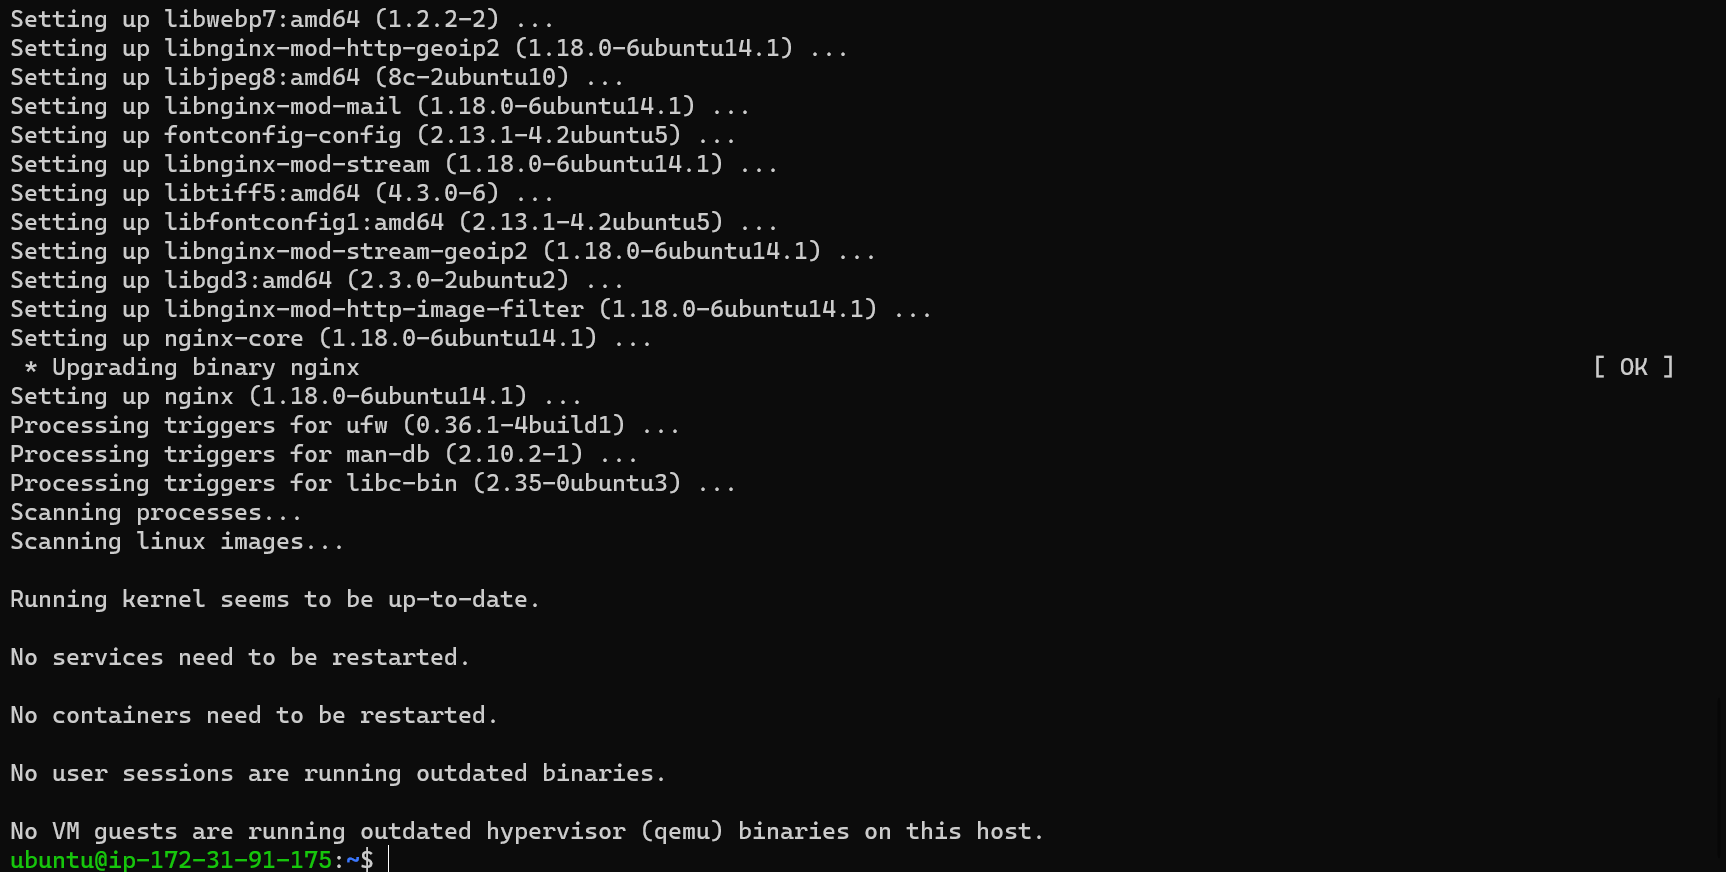 Setting up libwebp7:amd64 (1.2.2-2) ...
Setting up libnginx-mod-http-geoip2 (1.18.0-6ubuntu14.1) ...
Setting up libjpeg8:amd64 (8c-2ubuntu10) ...
Setting up libnginx-mod-mail (1.18.0-6ubuntu14.1) ...
Setting up fontconfig-config (2.13.1-4.2ubuntu5) ...
Setting up libnginx-mod-stream (1.18.0-6ubuntu14.1) ...
Setting up libtiff5:amd64 (4.3.0-6) ...
Setting up libfontconfig1:amd64 (2.13.1-4.2ubuntu5) ...
Setting up libnginx-mod-stream-geoip2 (1.18.0-6ubuntu14.1) ...
Setting up libgd3:amd64 (2.3.0-2ubuntu2) ...
Setting up libnginx-mod-http-image-filter (1.18.0-6ubuntu14.1) ...
Setting up nginx-core (1.18.0-6ubuntu14.1) ...
 * Upgrading binary nginx [ OK ]
Setting up nginx (1.18.0-6ubuntu14.1) ...
Processing triggers for ufw (0.36.1-4build1) ...
Processing triggers for man-db (2.10.2-1) ...
Processing triggers for libc-bin (2.35-0ubuntu3) ...
Scanning processes...
Scanning linux images...
Running kernel seems to be up-to-date.
No services need to be restarted.
No containers need to be restarted.
No user sessions are running outdated binaries.
No VM guests are running outdated hypervisor (qemu) binaries on this host.
ubuntu@ip-172-31-91-175:~$